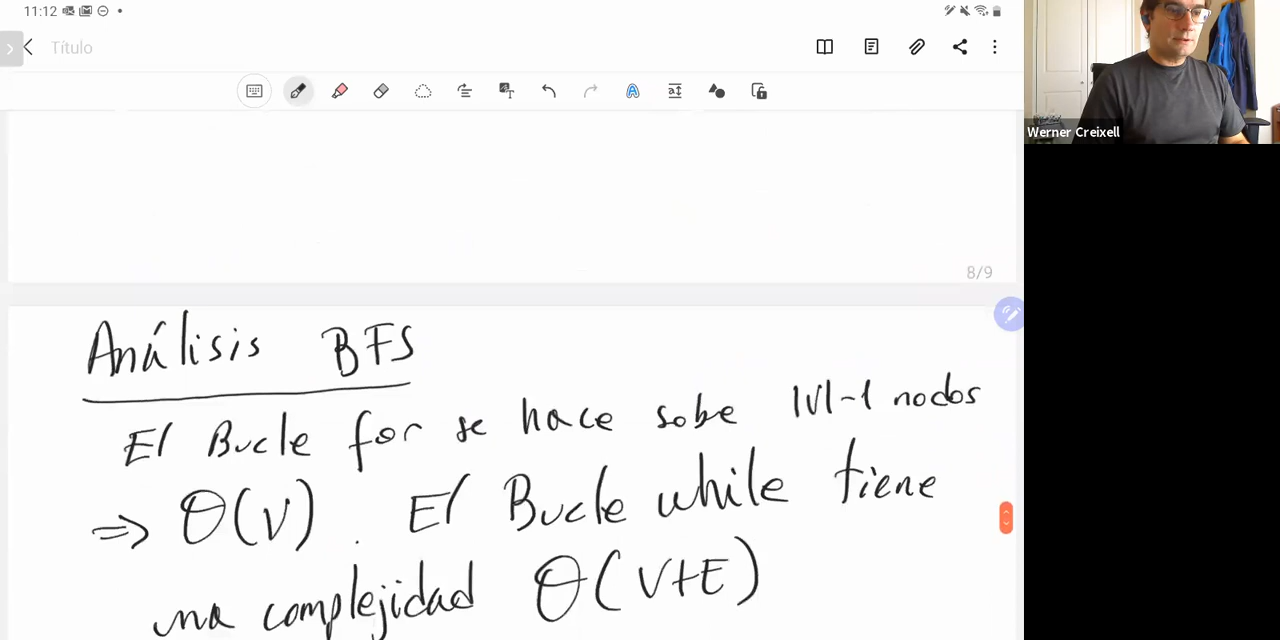 11:12
Título
Werner Creixell
8/9
Análisis BFS
El Bucle for se hace sobe |V|-1 nodos
=> Θ(V). El Bucle while tiene
una complejidad Θ(V+E)